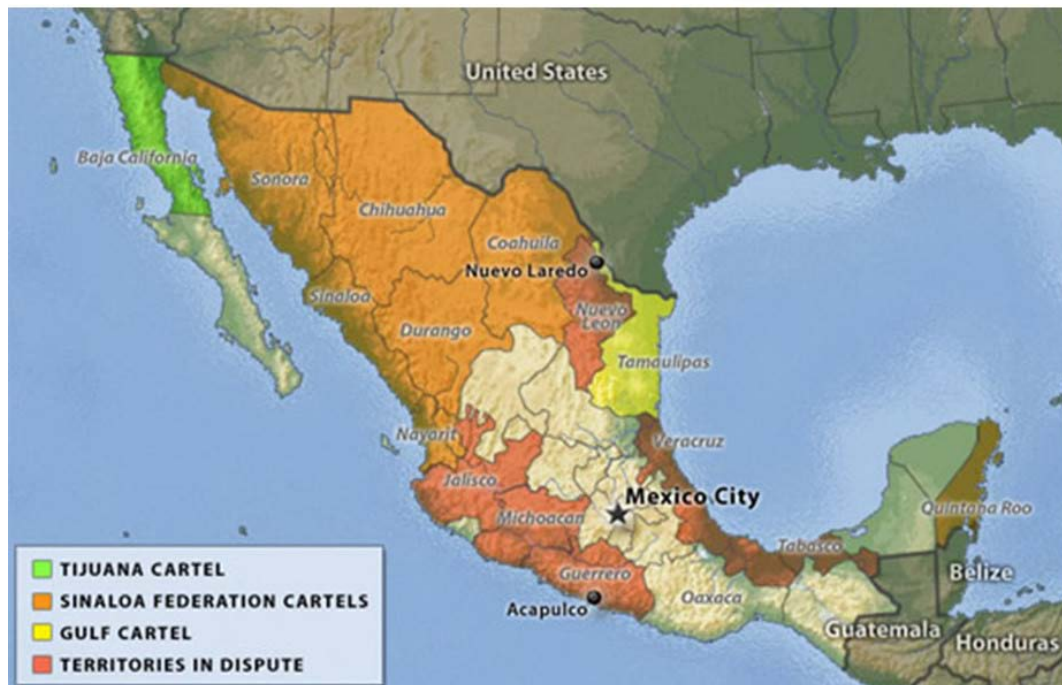 United States
Baja California
Sonora
Chihuahua
Coahuila
Nuevo Laredo
Sinaloa
Nuevo
Leon
Durango
Tamaulipas
Nayarit
Veracruz
Jalisco
Mexico City
Quintana Roo
Michoacan
Tabasco
Guerrero
Belize
Oaxaca
Acapulco
Guatemala
Honduras
TIJUANA CARTEL
SINALOA FEDERATION CARTELS
GULF CARTEL
TERRITORIES IN DISPUTE